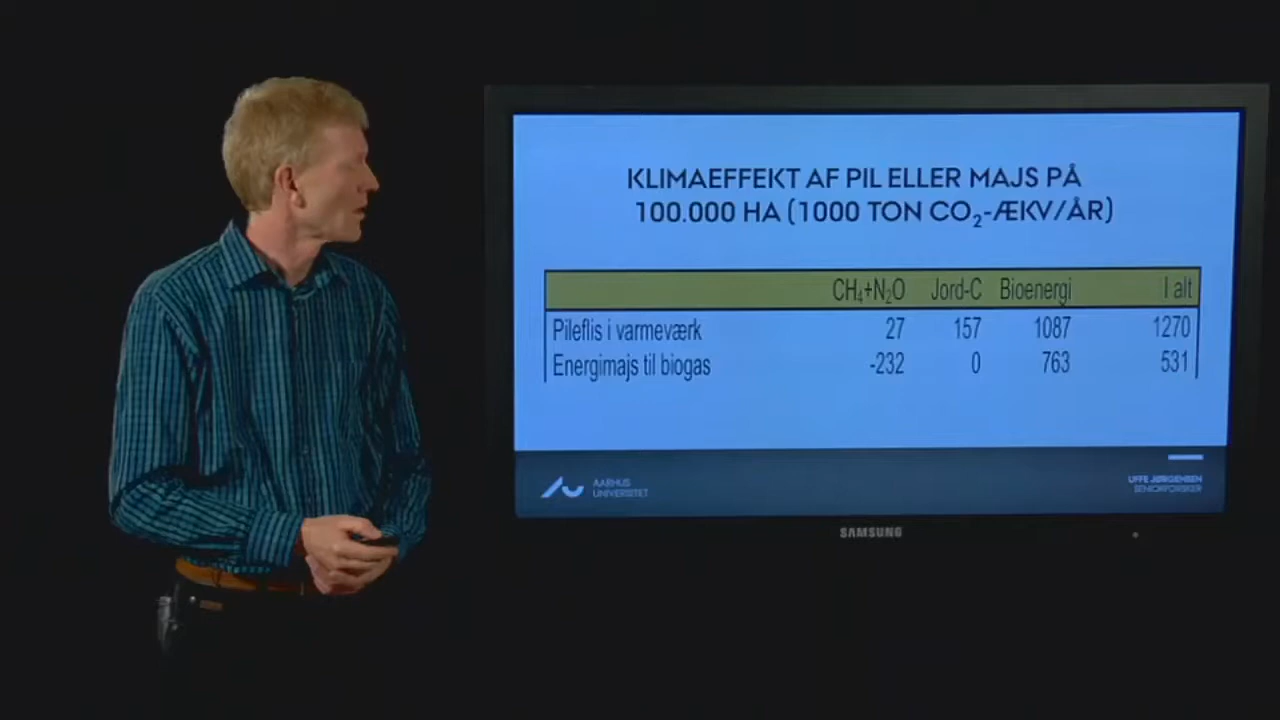 KLIMAEFFEKT AF PIL ELLER MAJS PÅ
100.000 HA (1000 TON CO₂-ÆKV/ÅR)
CH₄+N₂O Jord-C Bioenergi I alt
Pileflis i varmeværk 27 157 1087 1270
Energimajs til biogas -232 0 763 531
AARHUS
UNIVERSITET
UFFE JØRGENSEN
SENIORFORSKER
SAMSUNG